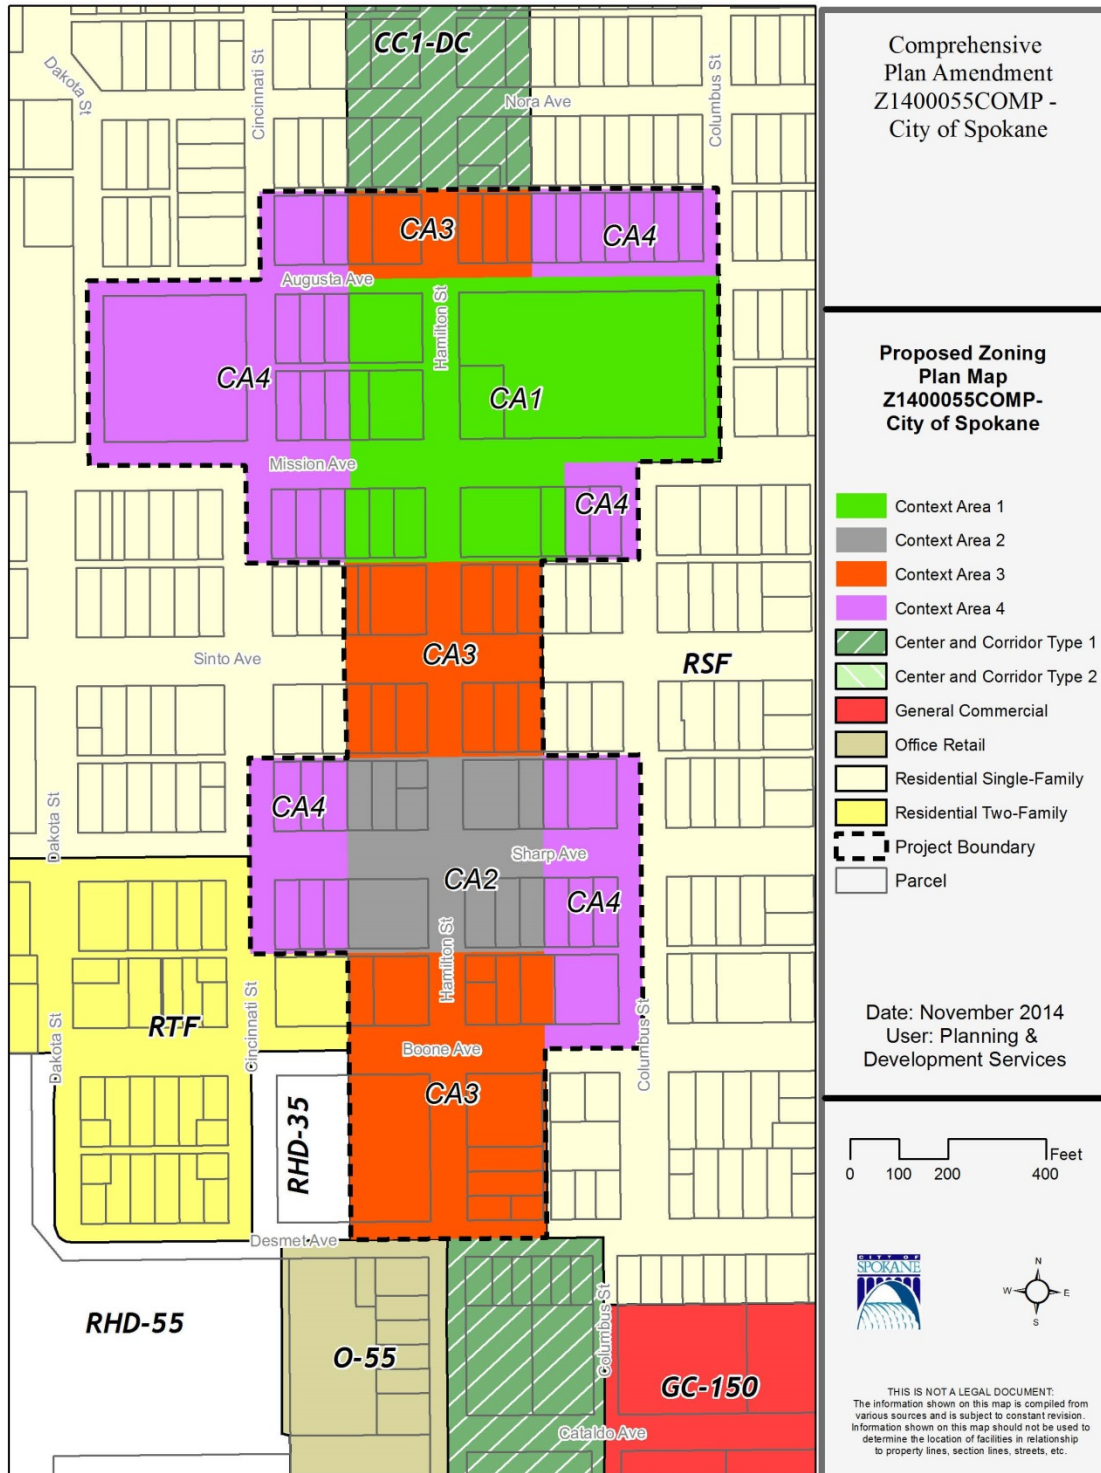 CC1-DC
Dakota St
Cincinnati St
Nora Ave
Columbus St
CA3
CA4
Augusta Ave
Hamilton St
CA4
CA1
Mission Ave
CA4
Sinto Ave
CA3
RSF
CA4
Dakota St
Sharp Ave
CA2
CA4
Hamilton St
RTF
Dakota St
Cincinnati St
Boone Ave
Columbus St
CA3
RHD-35
Desmet Ave
RHD-55
O-55
Columbus St
GC-150
Cataldo Ave
Comprehensive
Plan Amendment
Z1400055COMP -
City of Spokane
Proposed Zoning
Plan Map
Z1400055COMP-
City of Spokane
Context Area 1
Context Area 2
Context Area 3
Context Area 4
Center and Corridor Type 1
Center and Corridor Type 2
General Commercial
Office Retail
Residential Single-Family
Residential Two-Family
Project Boundary
Parcel
Date: November 2014
User: Planning &
Development Services
Feet
0 100 200 400
CITY OF
SPOKANE
N
W E
S
THIS IS NOT A LEGAL DOCUMENT:
The information shown on this map is compiled from
various sources and is subject to constant revision.
Information shown on this map should not be used to
determine the location of facilities in relationship
to property lines, section lines, streets, etc.